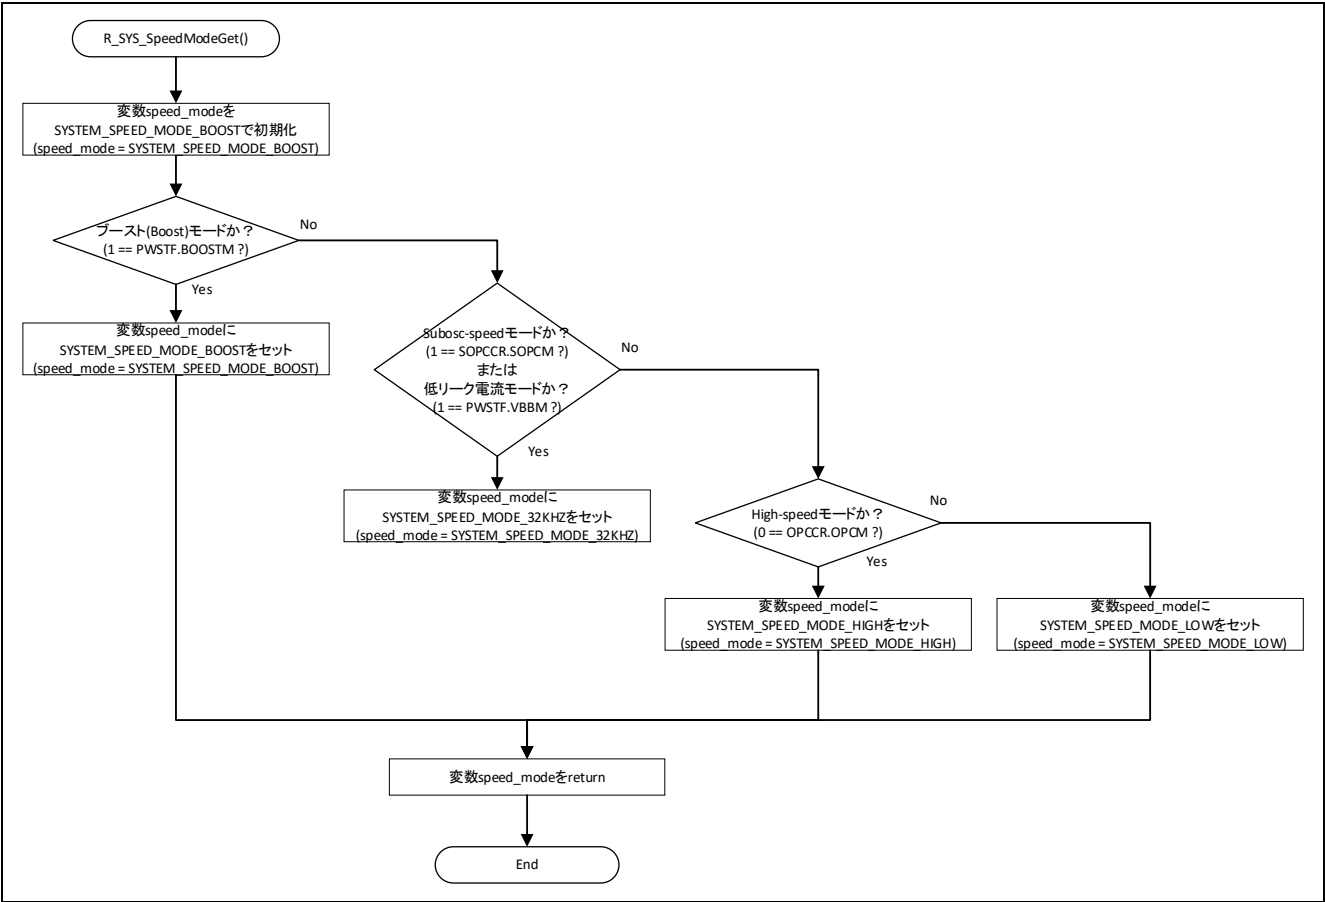 R_SYS_SpeedModeGet()
変数speed_modeを
SYSTEM_SPEED_MODE_BOOSTで初期化
(speed_mode = SYSTEM_SPEED_MODE_BOOST)
ブースト(Boost)モードか？
(1 == PWSTF.BOOSTM ?)
No
Yes
変数speed_modeに
SYSTEM_SPEED_MODE_BOOSTをセット
(speed_mode = SYSTEM_SPEED_MODE_BOOST)
Subosc-speedモードか？
(1 == SOPCCR.SOPCM ?)
または
低リーク電流モードか？
(1 == PWSTF.VBBM ?)
No
Yes
変数speed_modeに
SYSTEM_SPEED_MODE_32KHZをセット
(speed_mode = SYSTEM_SPEED_MODE_32KHZ)
High-speedモードか？
(0 == OPCCR.OPCM ?)
No
Yes
変数speed_modeに
SYSTEM_SPEED_MODE_HIGHをセット
(speed_mode = SYSTEM_SPEED_MODE_HIGH)
変数speed_modeに
SYSTEM_SPEED_MODE_LOWをセット
(speed_mode = SYSTEM_SPEED_MODE_LOW)
変数speed_modeをreturn
End